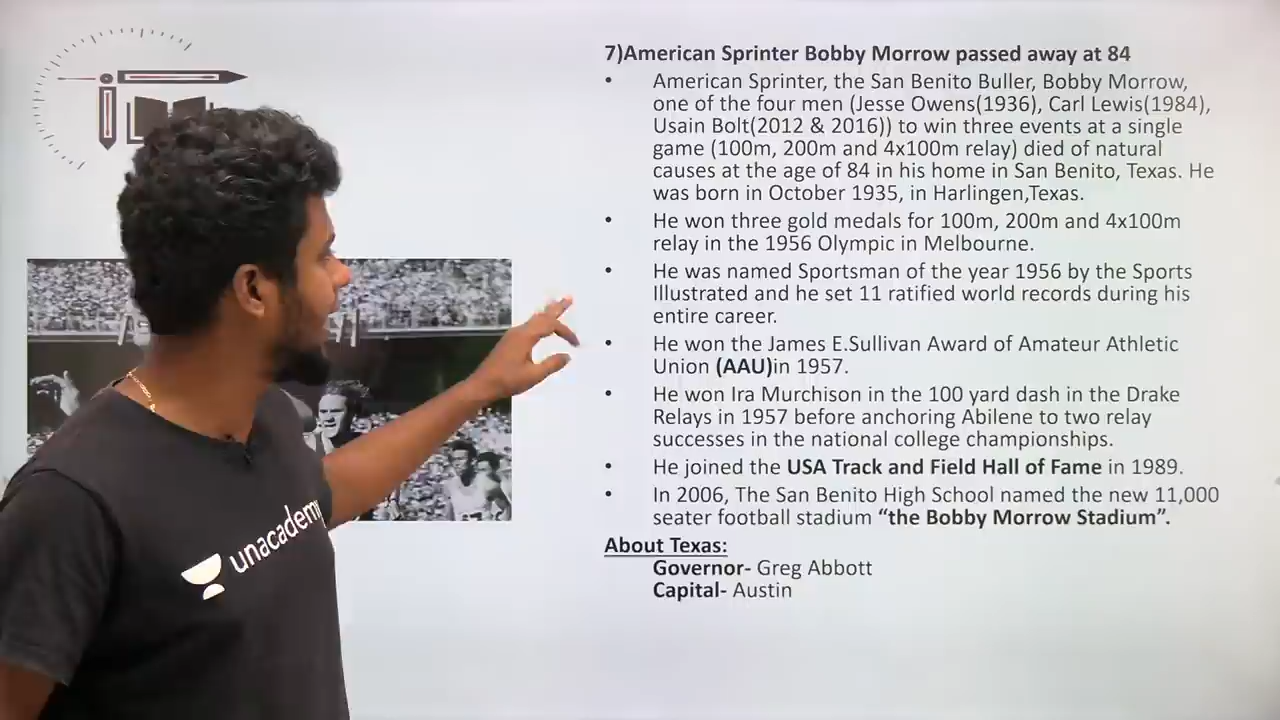 7)American Sprinter Bobby Morrow passed away at 84
• American Sprinter, the San Benito Buller, Bobby Morrow,
one of the four men (Jesse Owens(1936), Carl Lewis(1984),
Usain Bolt(2012 & 2016)) to win three events at a single
game (100m, 200m and 4x100m relay) died of natural
causes at the age of 84 in his home in San Benito, Texas. He
was born in October 1935, in Harlingen,Texas.
• He won three gold medals for 100m, 200m and 4x100m
relay in the 1956 Olympic in Melbourne.
• He was named Sportsman of the year 1956 by the Sports
Illustrated and he set 11 ratified world records during his
entire career.
• He won the James E.Sullivan Award of Amateur Athletic
Union (AAU)in 1957.
• He won Ira Murchison in the 100 yard dash in the Drake
Relays in 1957 before anchoring Abilene to two relay
successes in the national college championships.
• He joined the USA Track and Field Hall of Fame in 1989.
• In 2006, The San Benito High School named the new 11,000
seater football stadium “the Bobby Morrow Stadium”.
About Texas:
Governor- Greg Abbott
Capital- Austin
unacademy